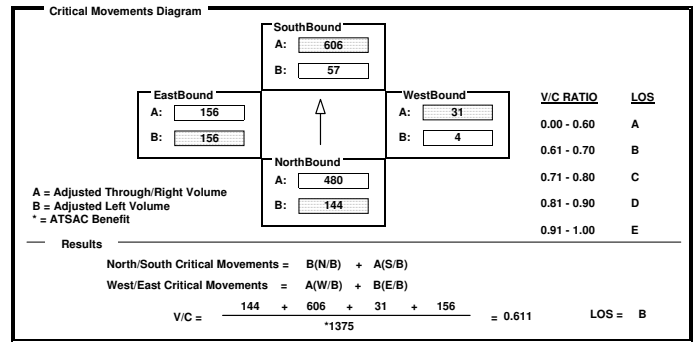 Critical Movements Diagram
SouthBound
A: 606
B: 57
EastBound
A: 156
B: 156
WestBound
A: 31
B: 4
NorthBound
A: 480
B: 144
V/C RATIO LOS
0.00 - 0.60 A
0.61 - 0.70 B
0.71 - 0.80 C
0.81 - 0.90 D
0.91 - 1.00 E
A = Adjusted Through/Right Volume
B = Adjusted Left Volume
* = ATSAC Benefit
Results
North/South Critical Movements = B(N/B) + A(S/B)
West/East Critical Movements = A(W/B) + B(E/B)
V/C = 144 + 606 + 31 + 156 = 0.611 LOS = B
*1375